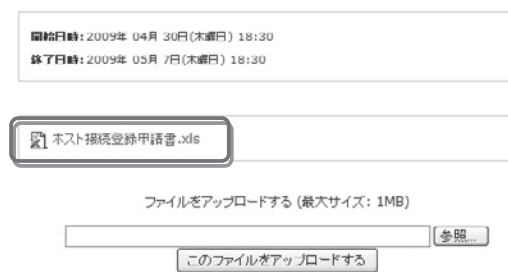 開始日時: 2009年 04月 30日(木曜日) 18:30
終了日時: 2009年 05月 7日(木曜日) 18:30
ホスト接続登録申請書.xls
ファイルをアップロードする (最大サイズ: 1MB)
参照...
このファイルをアップロードする